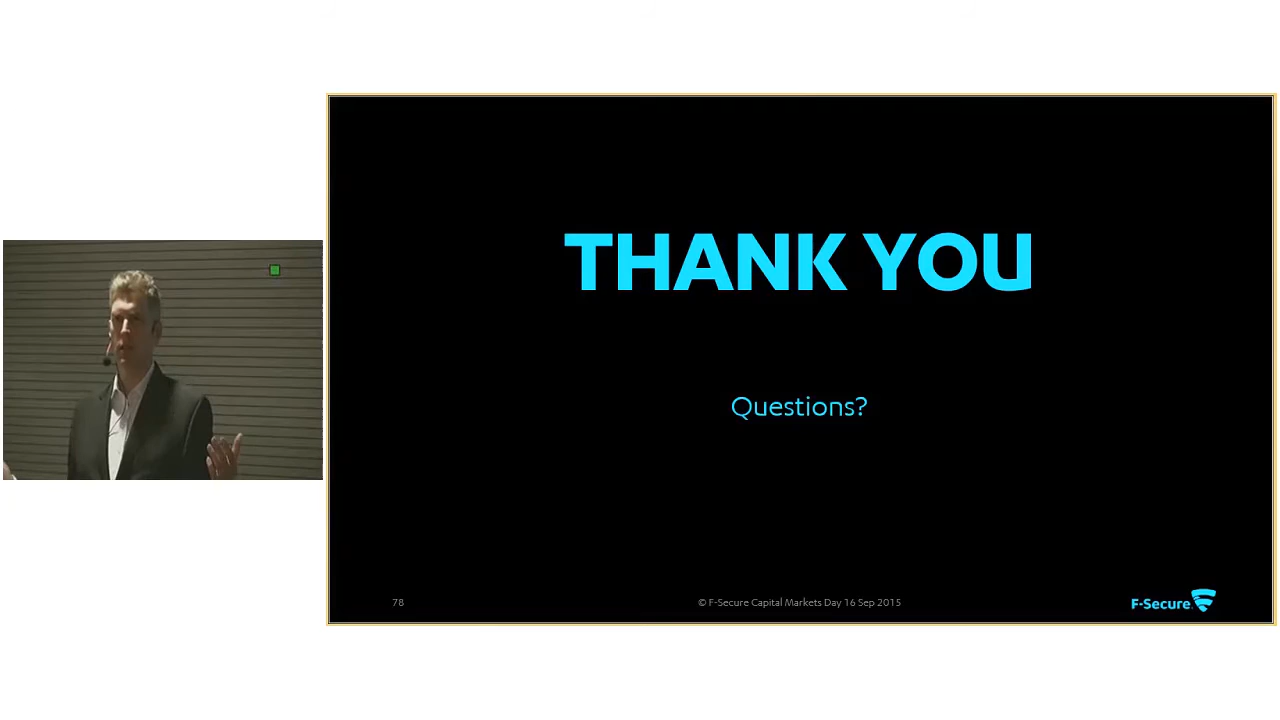 THANK YOU
Questions?
78
© F-Secure Capital Markets Day 16 Sep 2015
F-Secure